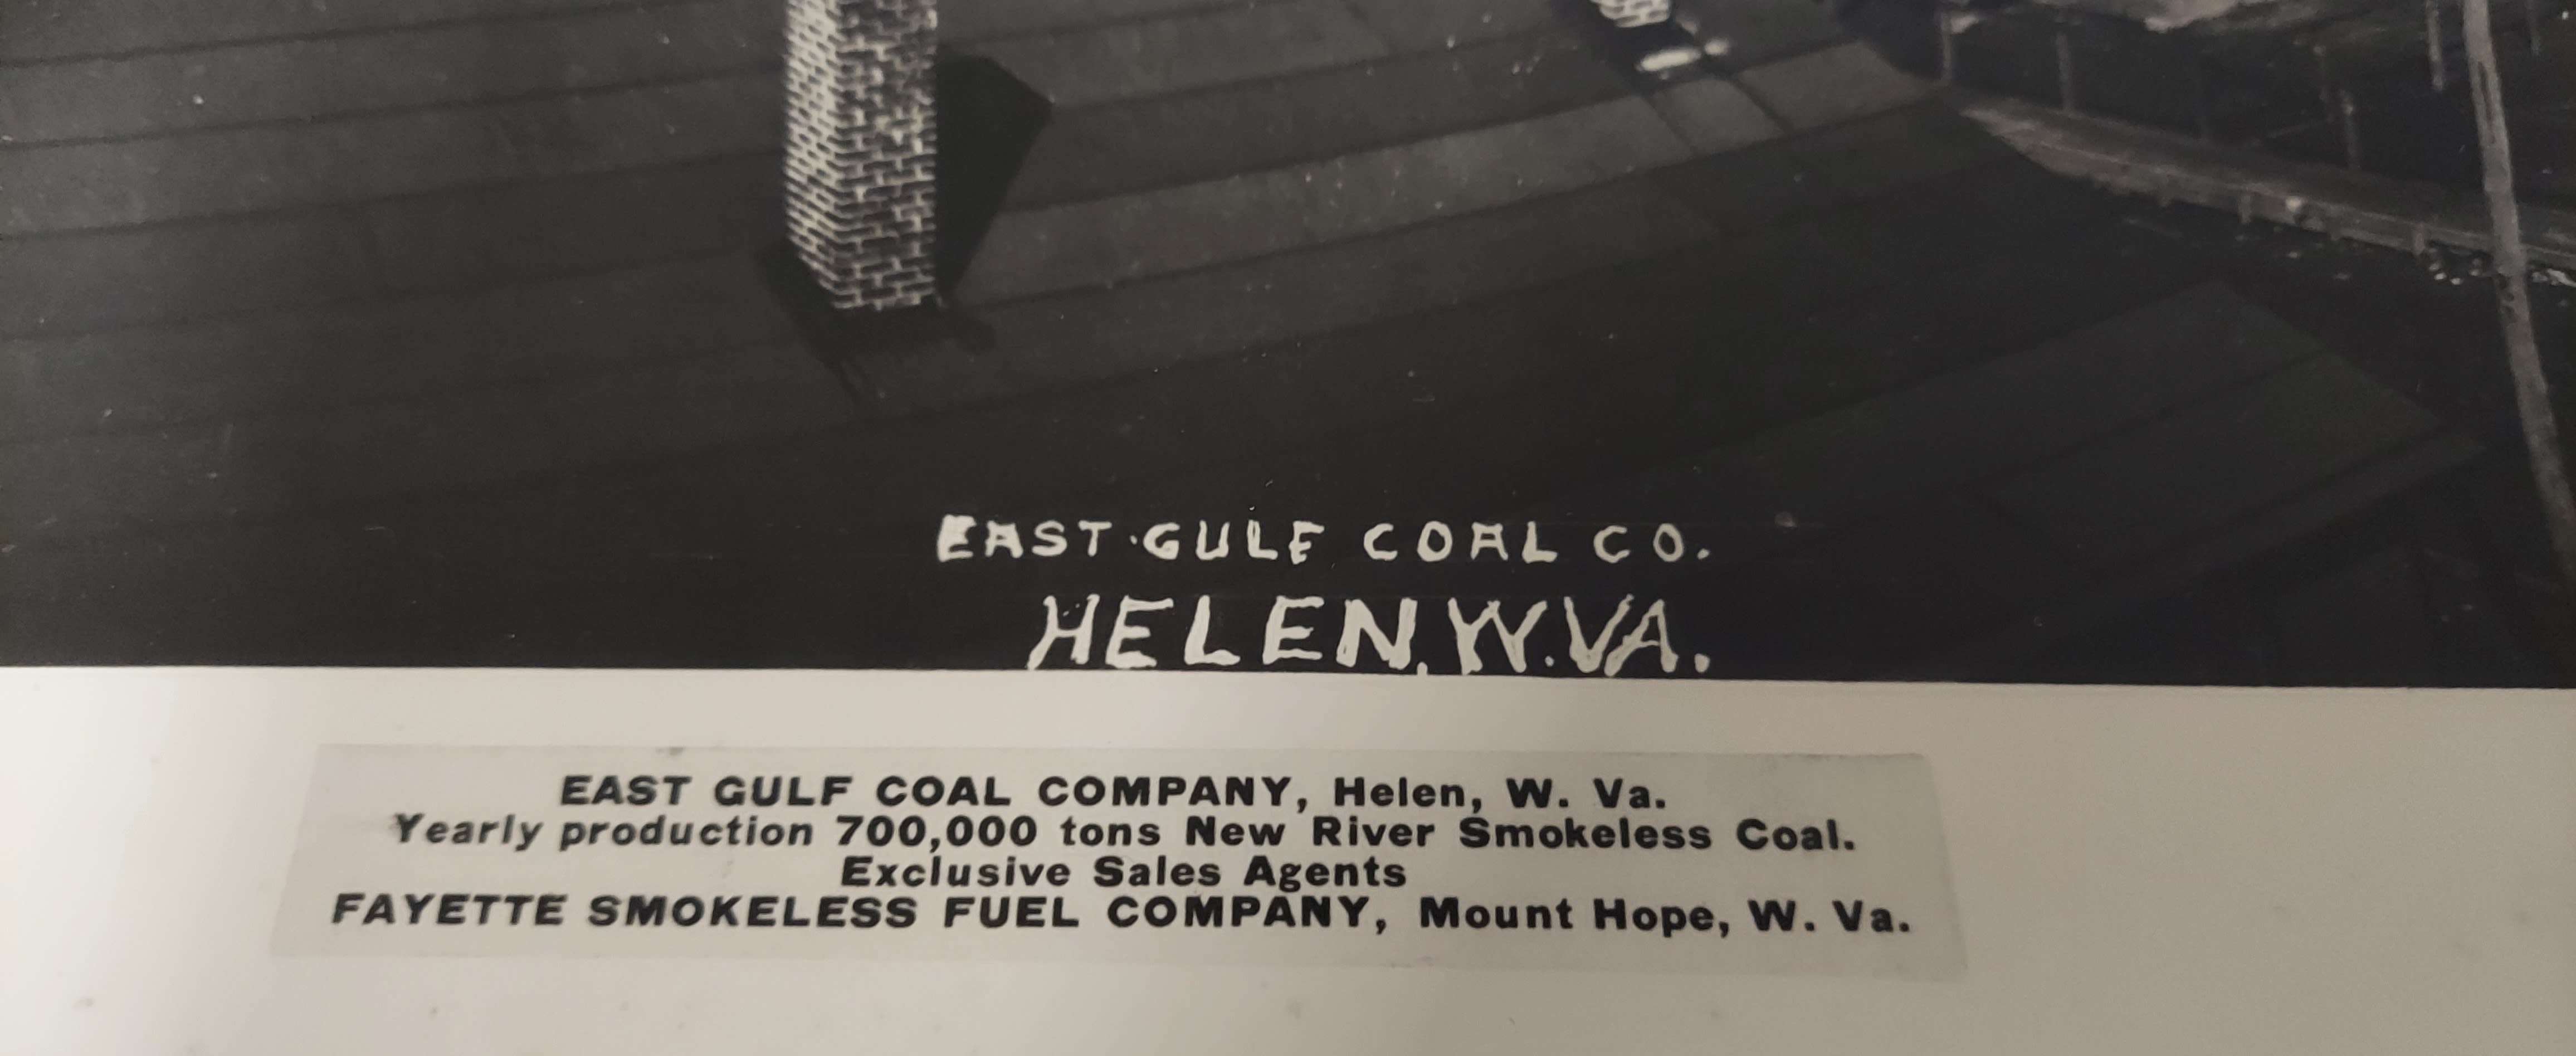 EAST GULF COAL CO.
HELEN, W.VA.
EAST GULF COAL COMPANY, Helen, W. Va.
Yearly production 700,000 tons New River Smokeless Coal.
Exclusive Sales Agents
FAYETTE SMOKELESS FUEL COMPANY, Mount Hope, W. Va.